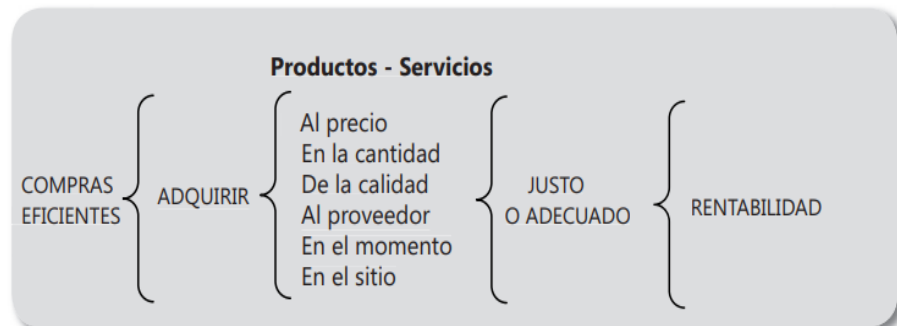 Productos - Servicios
COMPRAS
EFICIENTES
ADQUIRIR
Al precio
En la cantidad
De la calidad
Al proveedor
En el momento
En el sitio
JUSTO
O ADECUADO
RENTABILIDAD